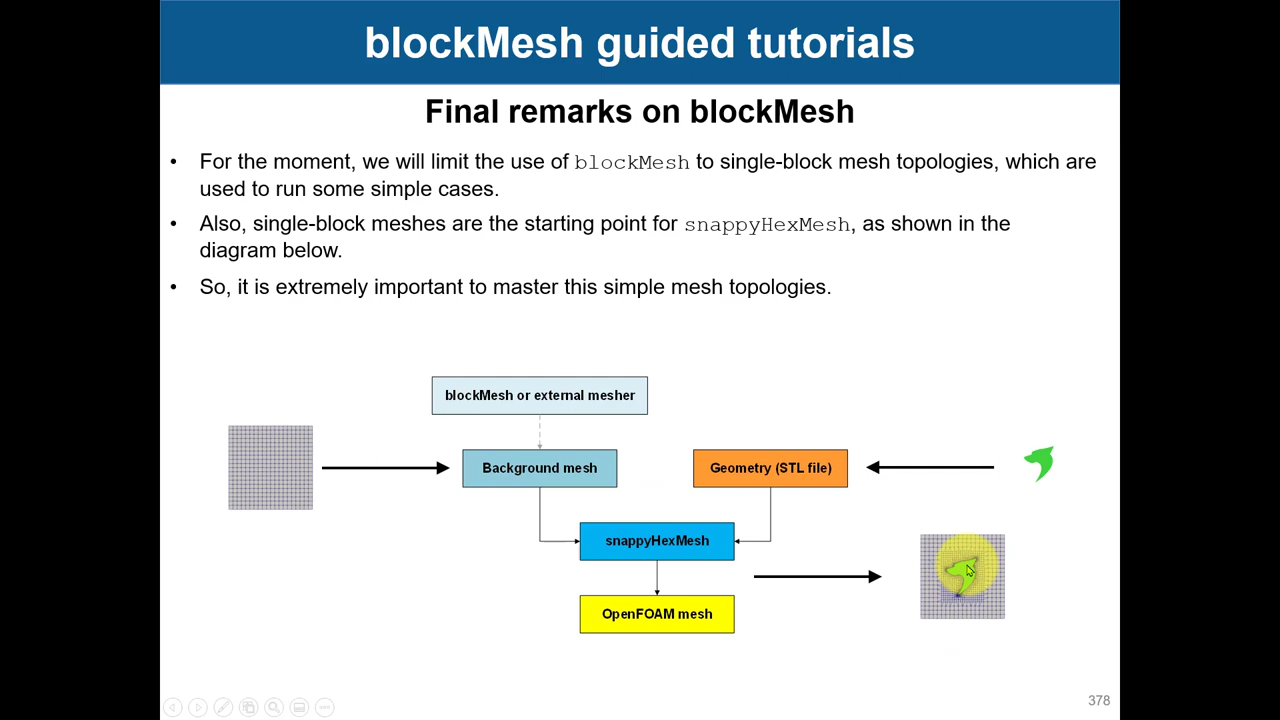 blockMesh guided tutorials
Final remarks on blockMesh
• For the moment, we will limit the use of blockMesh to single-block mesh topologies, which are
used to run some simple cases.
• Also, single-block meshes are the starting point for snappyHexMesh, as shown in the
diagram below.
• So, it is extremely important to master this simple mesh topologies.
blockMesh or external mesher
Background mesh
Geometry (STL file)
snappyHexMesh
OpenFOAM mesh
378